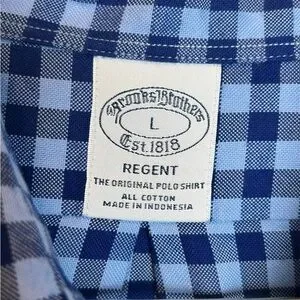 Brooks Brothers
L
Est. 1818
REGENT
THE ORIGINAL POLO SHIRT
ALL COTTON
MADE IN INDONESIA